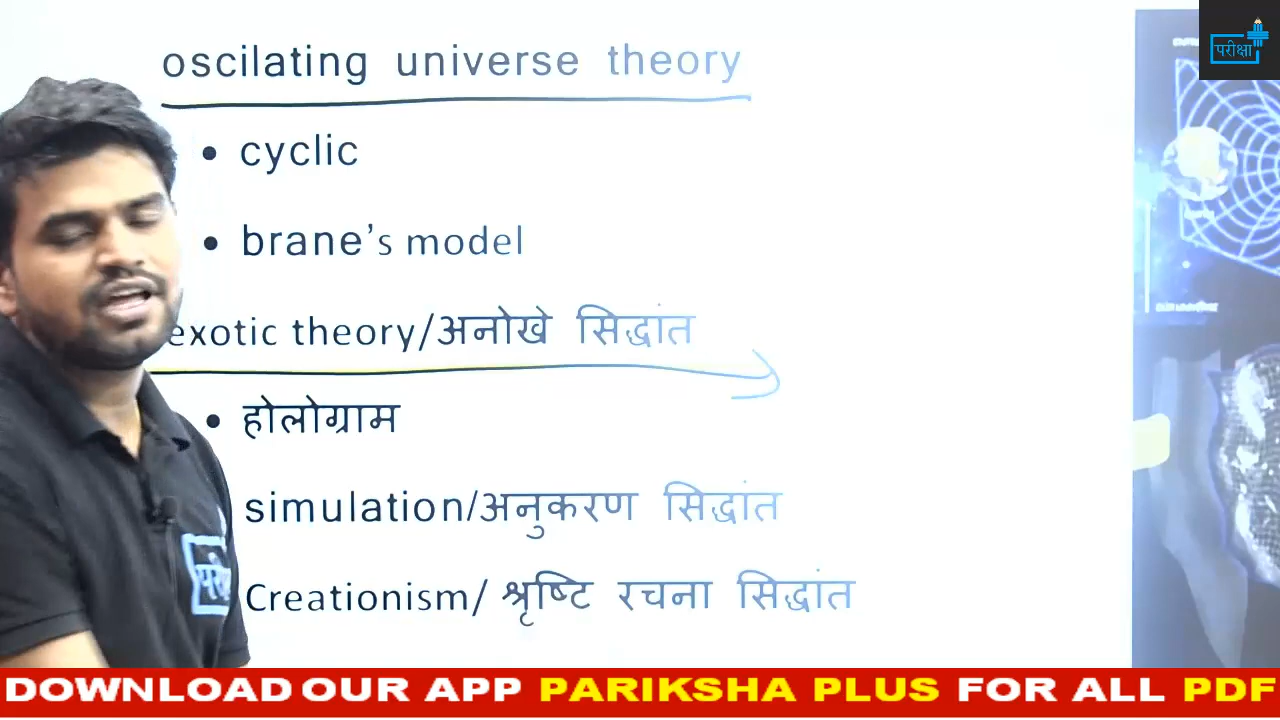 परीक्षा
oscilating universe theory
• cyclic
• brane's model
exotic theory/अनोखे सिद्धांत
• होलोग्राम
simulation/अनुकरण सिद्धांत
Creationism/ श्रृष्टि रचना सिद्धांत
DOWNLOAD OUR APP PARIKSHA PLUS FOR ALL PDF